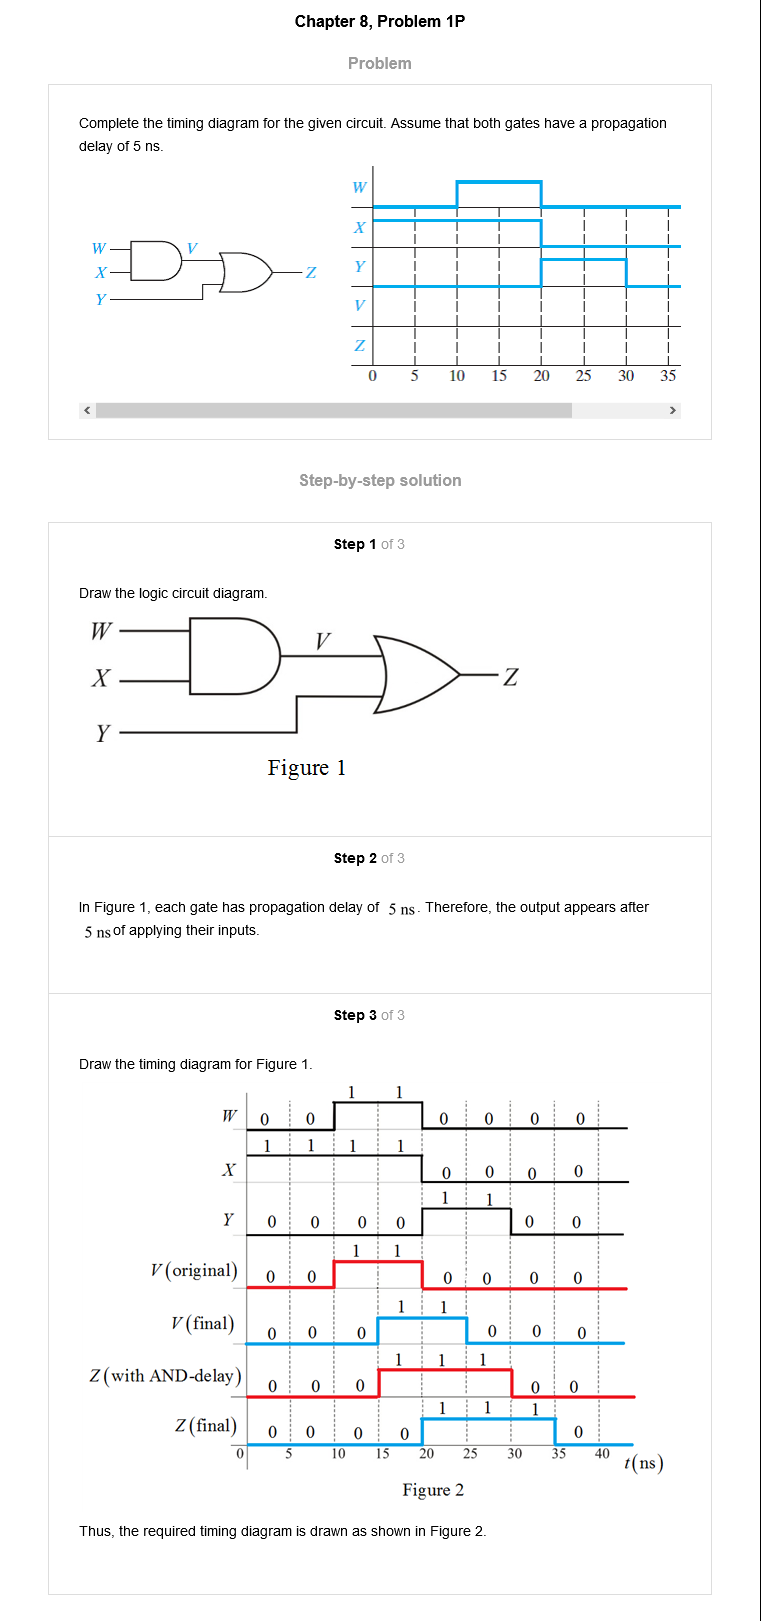 Chapter 8, Problem 1P
Problem
Complete the timing diagram for the given circuit. Assume that both gates have a propagation
delay of 5 ns.
W
X
Y
V
Z
W
X
Y
V
Z
0 5 10 15 20 25 30 35
Step-by-step solution
Step 1 of 3
Draw the logic circuit diagram.
W
X
Y
V
Z
Figure 1
Step 2 of 3
In Figure 1, each gate has propagation delay of 5 ns. Therefore, the output appears after
5 ns of applying their inputs.
Step 3 of 3
Draw the timing diagram for Figure 1.
W 0 0 1 1 0 0 0 0
X 1 1 1 1 0 0 0 0
Y 0 0 0 0 1 1 0 0
V(original) 0 0 1 1 0 0 0 0
V(final) 0 0 0 1 1 0 0 0
Z(with AND-delay) 0 0 0 1 1 1 0 0
Z(final) 0 0 0 0 1 1 1 0
0 5 10 15 20 25 30 35 40 t(ns)
Figure 2
Thus, the required timing diagram is drawn as shown in Figure 2.